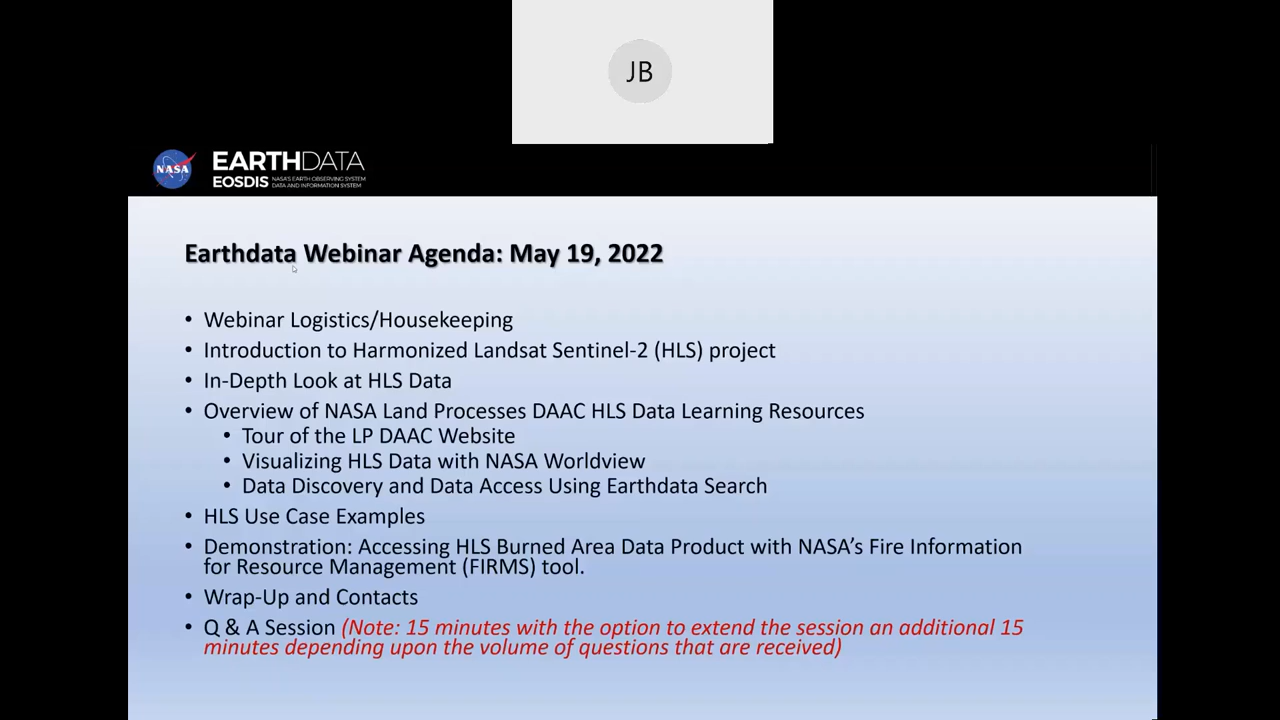 JB
NASA
EARTHDATA
EOSDIS NASA'S EARTH OBSERVING SYSTEM
DATA AND INFORMATION SYSTEM
Earthdata Webinar Agenda: May 19, 2022
• Webinar Logistics/Housekeeping
• Introduction to Harmonized Landsat Sentinel-2 (HLS) project
• In-Depth Look at HLS Data
• Overview of NASA Land Processes DAAC HLS Data Learning Resources
• Tour of the LP DAAC Website
• Visualizing HLS Data with NASA Worldview
• Data Discovery and Data Access Using Earthdata Search
• HLS Use Case Examples
• Demonstration: Accessing HLS Burned Area Data Product with NASA's Fire Information
for Resource Management (FIRMS) tool.
• Wrap-Up and Contacts
• Q & A Session (Note: 15 minutes with the option to extend the session an additional 15
minutes depending upon the volume of questions that are received)